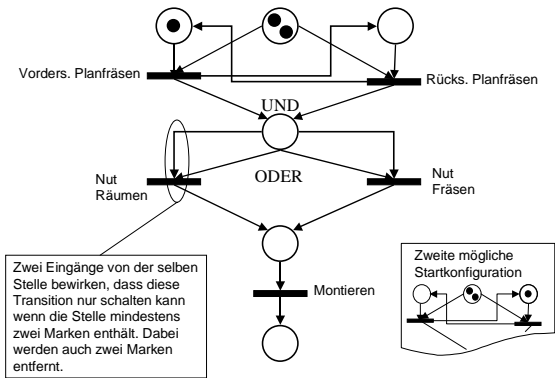 Vorders. Planfräsen
Rücks. Planfräsen
UND
Nut
Räumen
ODER
Nut
Fräsen
Zwei Eingänge von der selben
Stelle bewirken, dass diese
Transition nur schalten kann
wenn die Stelle mindestens
zwei Marken enthält. Dabei
werden auch zwei Marken
entfernt.
Montieren
Zweite mögliche
Startkonfiguration